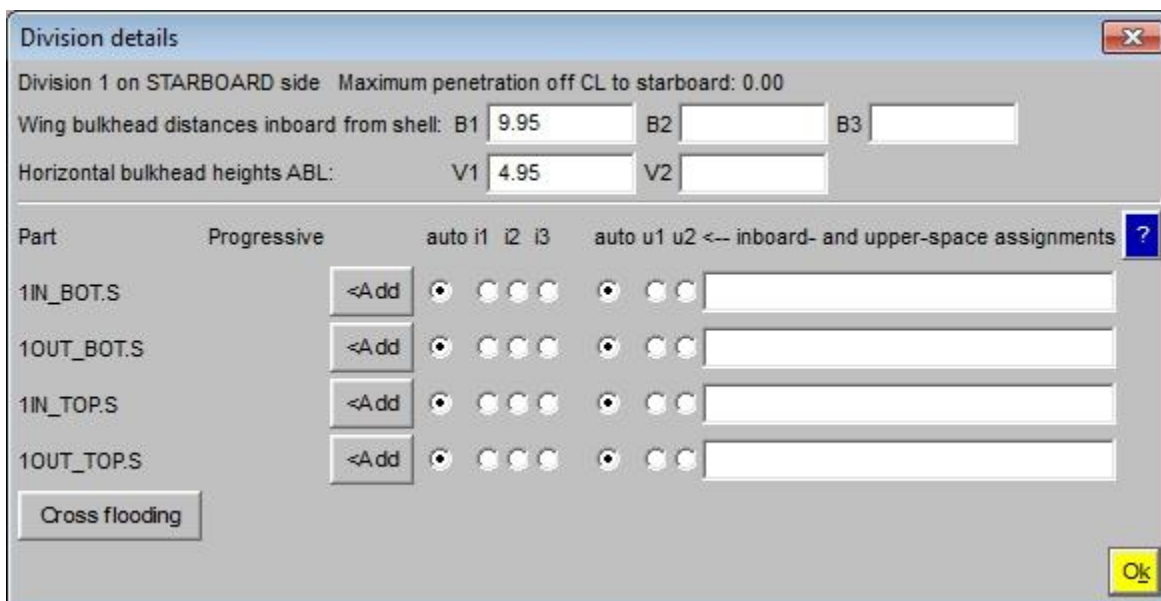 Division details
Division 1 on STARBOARD side Maximum penetration off CL to starboard: 0.00
Wing bulkhead distances inboard from shell: B1 9.95 B2 B3
Horizontal bulkhead heights ABL: V1 4.95 V2
Part Progressive auto i1 i2 i3 auto u1 u2 <-- inboard- and upper-space assignments ?
1IN_BOT.S <Add
1OUT_BOT.S <Add
1IN_TOP.S <Add
1OUT_TOP.S <Add
Cross flooding
Ok